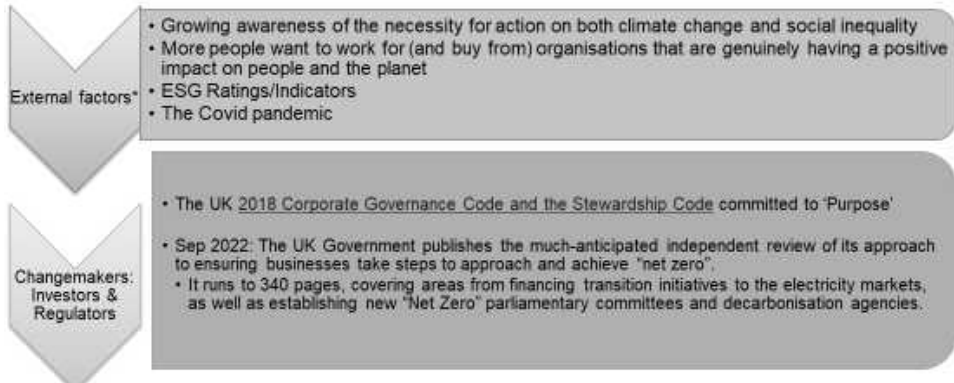 • Growing awareness of the necessity for action on both climate change and social inequality
• More people want to work for (and buy from) organisations that are genuinely having a positive
impact on people and the planet
External factors*
• ESG Ratings/Indicators
• The Covid pandemic
• The UK 2018 Corporate Governance Code and the Stewardship Code committed to ‘Purpose’
• Sep 2022: The UK Government publishes the much-anticipated independent review of its approach
to ensuring businesses take steps to approach and achieve “net zero”.
• It runs to 340 pages, covering areas from financing transition initiatives to the electricity markets,
as well as establishing new “Net Zero” parliamentary committees and decarbonisation agencies.
Changemakers:
Investors &
Regulators